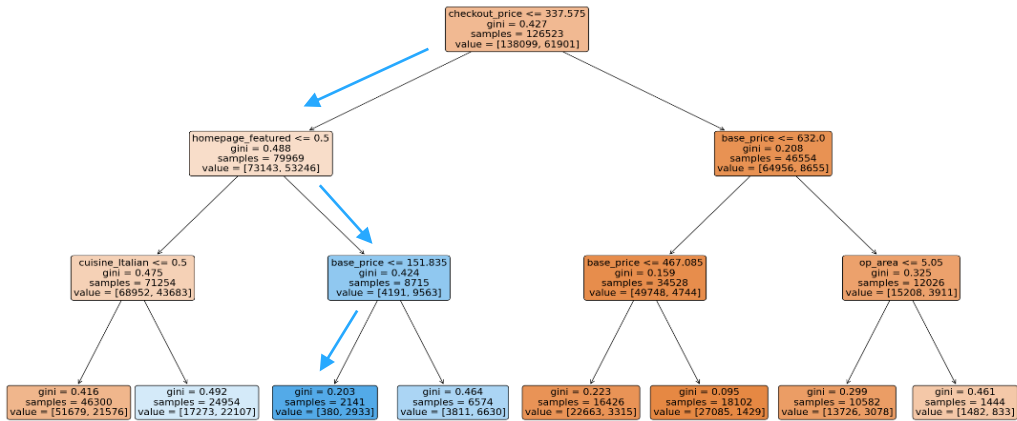 checkout_price <= 337.575
gini = 0.427
samples = 126523
value = [138099, 61901]
homepage_featured <= 0.5
gini = 0.488
samples = 79969
value = [73143, 53246]
base_price <= 632.0
gini = 0.208
samples = 46554
value = [64956, 8655]
cuisine_Italian <= 0.5
gini = 0.475
samples = 71254
value = [68952, 43683]
base_price <= 151.835
gini = 0.424
samples = 8715
value = [4191, 9563]
base_price <= 467.085
gini = 0.159
samples = 34528
value = [49748, 4744]
op_area <= 5.05
gini = 0.325
samples = 12026
value = [15208, 3911]
gini = 0.416
samples = 46300
value = [51679, 21576]
gini = 0.492
samples = 24954
value = [17273, 22107]
gini = 0.203
samples = 2141
value = [380, 2933]
gini = 0.464
samples = 6574
value = [3811, 6630]
gini = 0.223
samples = 16426
value = [22663, 3315]
gini = 0.095
samples = 18102
value = [27085, 1429]
gini = 0.299
samples = 10582
value = [13726, 3078]
gini = 0.461
samples = 1444
value = [1482, 833]